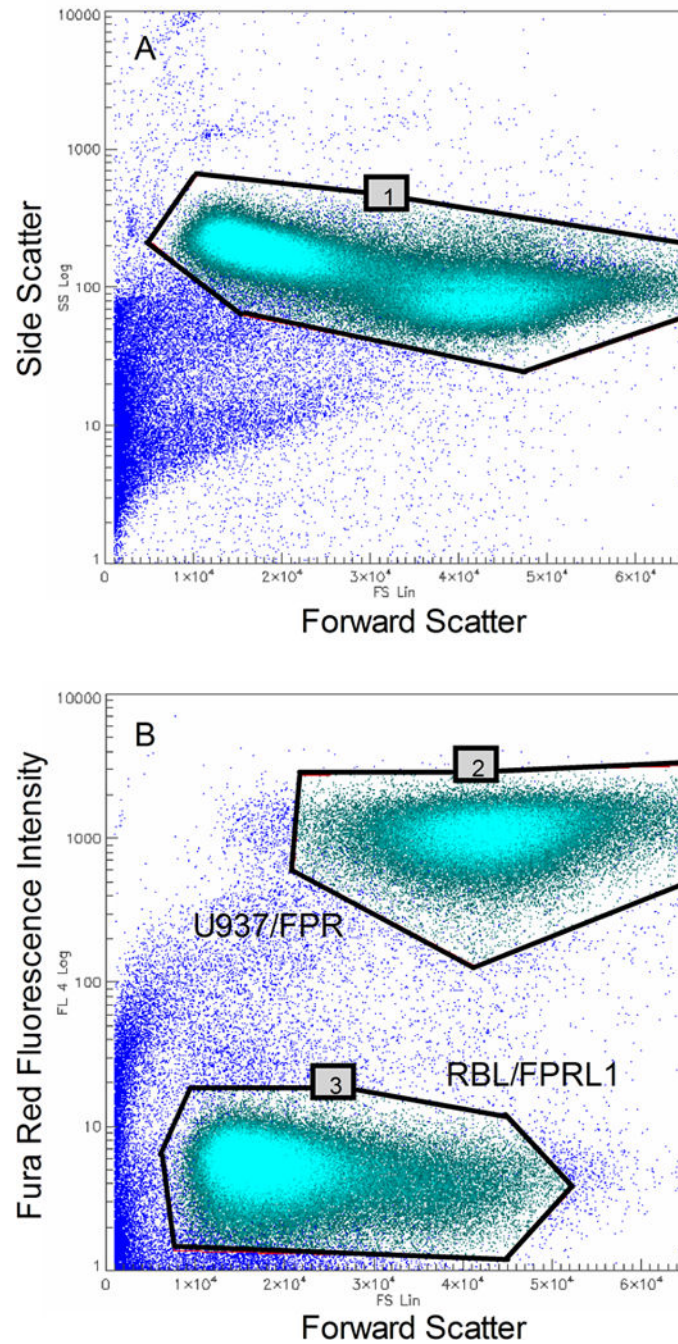 10000
A
1000
1
Side Scatter
SS Log
100
10
1
0 1×10⁴ 2×10⁴ 3×10⁴ 4×10⁴ 5×10⁴ 6×10⁴
FS Lin
Forward Scatter
10000
B
2
1000
Fura Red Fluorescence Intensity
FL 4 Log
U937/FPR
100
3
RBL/FPRL1
10
1
0 1×10⁴ 2×10⁴ 3×10⁴ 4×10⁴ 5×10⁴ 6×10⁴
FS Lin
Forward Scatter